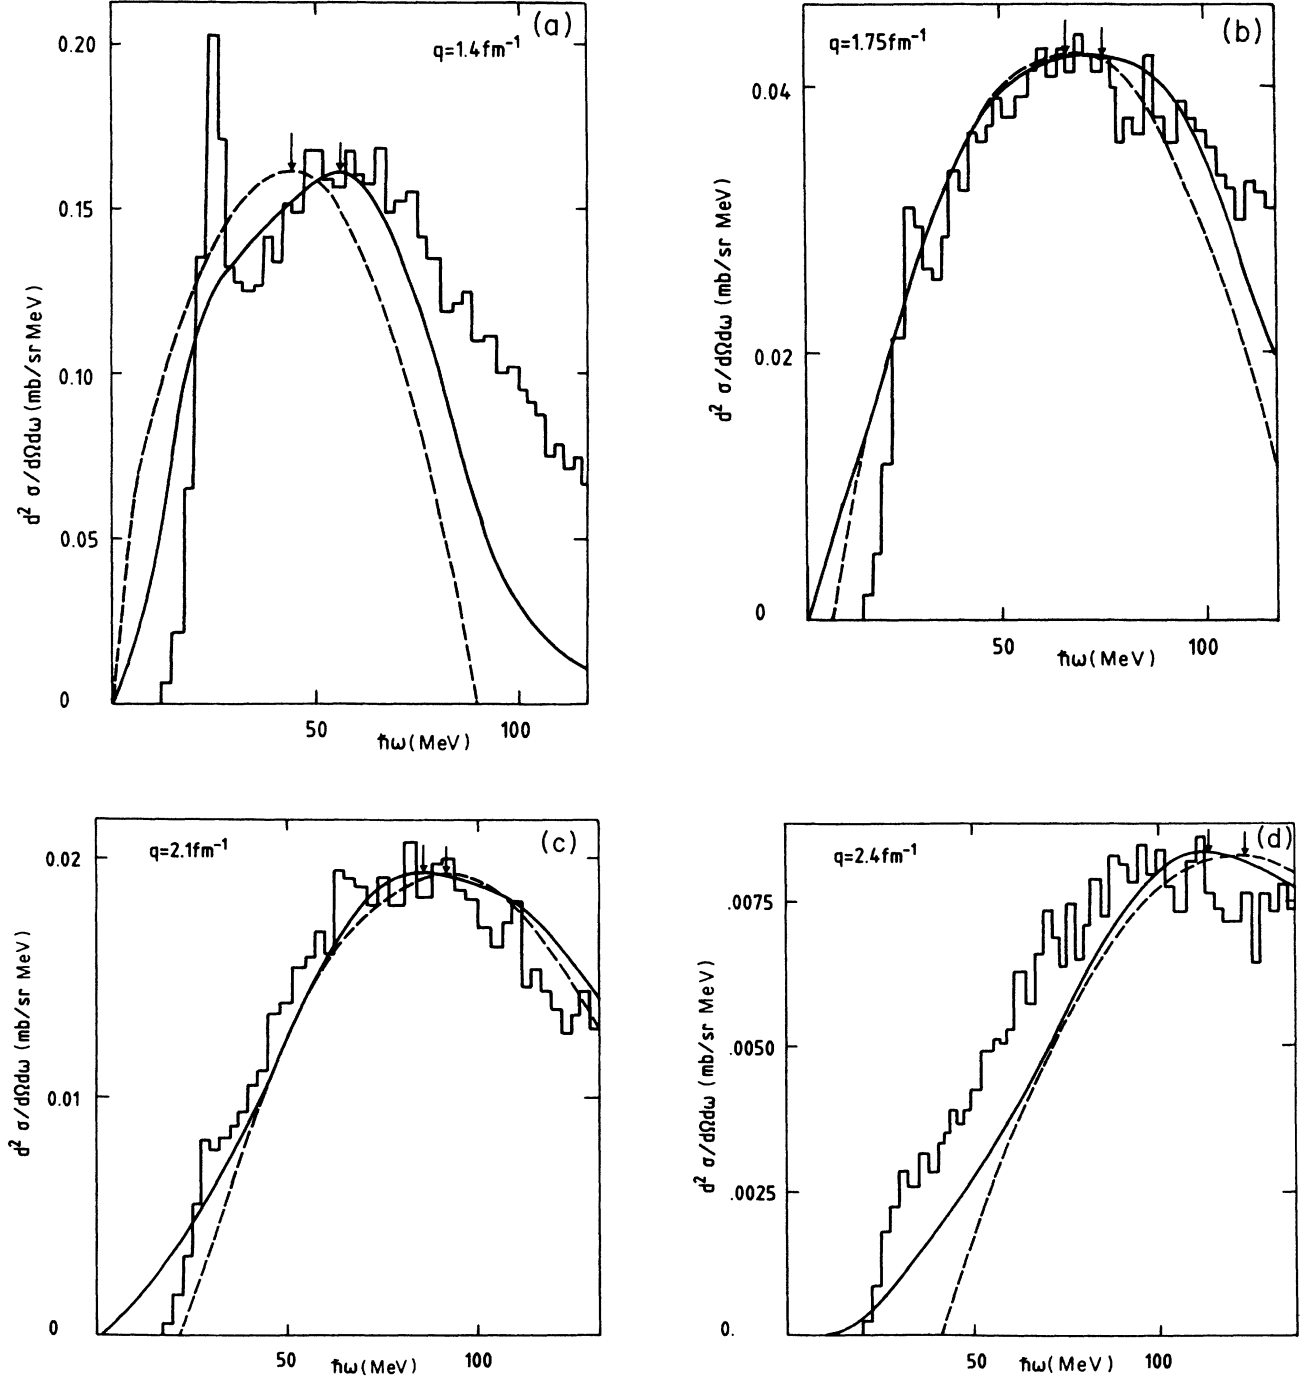 (a)
q=1.4fm⁻¹
0.20
0.15
0.10
0.05
0
d² σ/dΩdω (mb/sr MeV)
50
100
ħω(MeV)
(b)
q=1.75fm⁻¹
0.04
0.02
0
d² σ/dΩdω (mb/sr MeV)
50
100
ħω(MeV)
(c)
q=2.1fm⁻¹
0.02
0.01
0
d² σ/dΩdω (mb/sr MeV)
50
100
ħω(MeV)
(d)
q=2.4fm⁻¹
.0075
.0050
.0025
0.
d² σ/dΩdω (mb/sr MeV)
50
100
ħω(MeV)